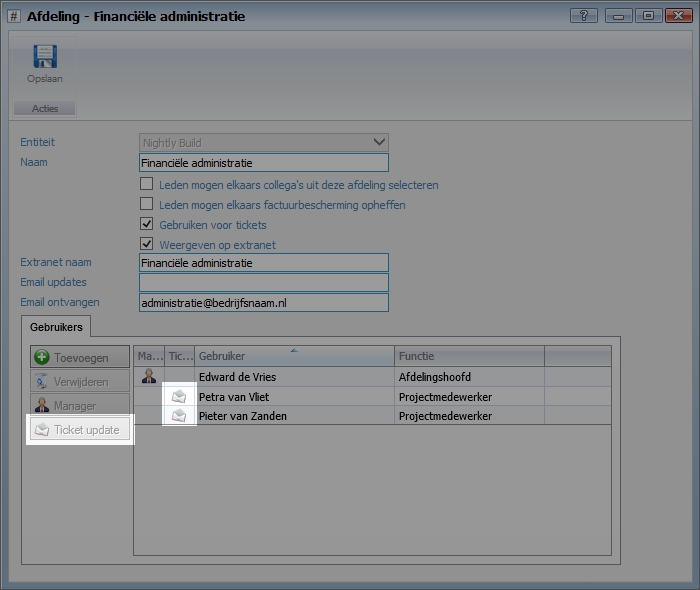 # Afdeling - Financiële administratie ?
Opslaan
Acties
Entiteit Nightly Build
Naam Financiële administratie
Leden mogen elkaars collega's uit deze afdeling selecteren
Leden mogen elkaars factuurbescherming opheffen
Gebruiken voor tickets
Weergeven op extranet
Extranet naam Financiële administratie
Email updates
Email ontvangen administratie@bedrijfsnaam.nl
Gebruikers
Toevoegen
Verwijderen
Manager
Ticket update
Ma... Tic... Gebruiker Functie
Edward de Vries Afdelingshoofd
Petra van Vliet Projectmedewerker
Pieter van Zanden Projectmedewerker